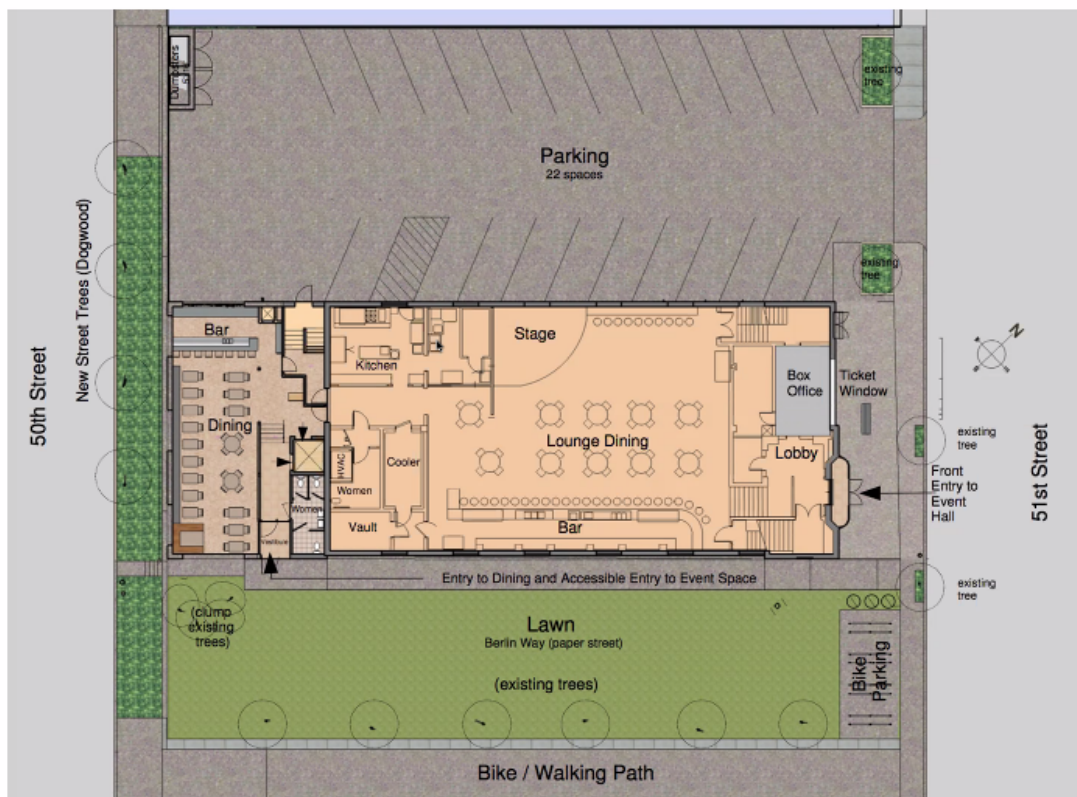 Dumpsters
existing
tree
Parking
22 spaces
New Street Trees (Dogwood)
existing
tree
N
Bar
Stage
Kitchen
Box
Office
Ticket
Window
50th Street
Dining
Lounge Dining
existing
tree
Lobby
HVAC
Cooler
Women
Front
Entry to
Event
Hall
51st Street
Women
Vault
Bar
Vestibule
Entry to Dining and Accessible Entry to Event Space
existing
tree
(clump
existing
trees)
Lawn
Berlin Way (paper street)
(existing trees)
Bike
Parking
Bike / Walking Path